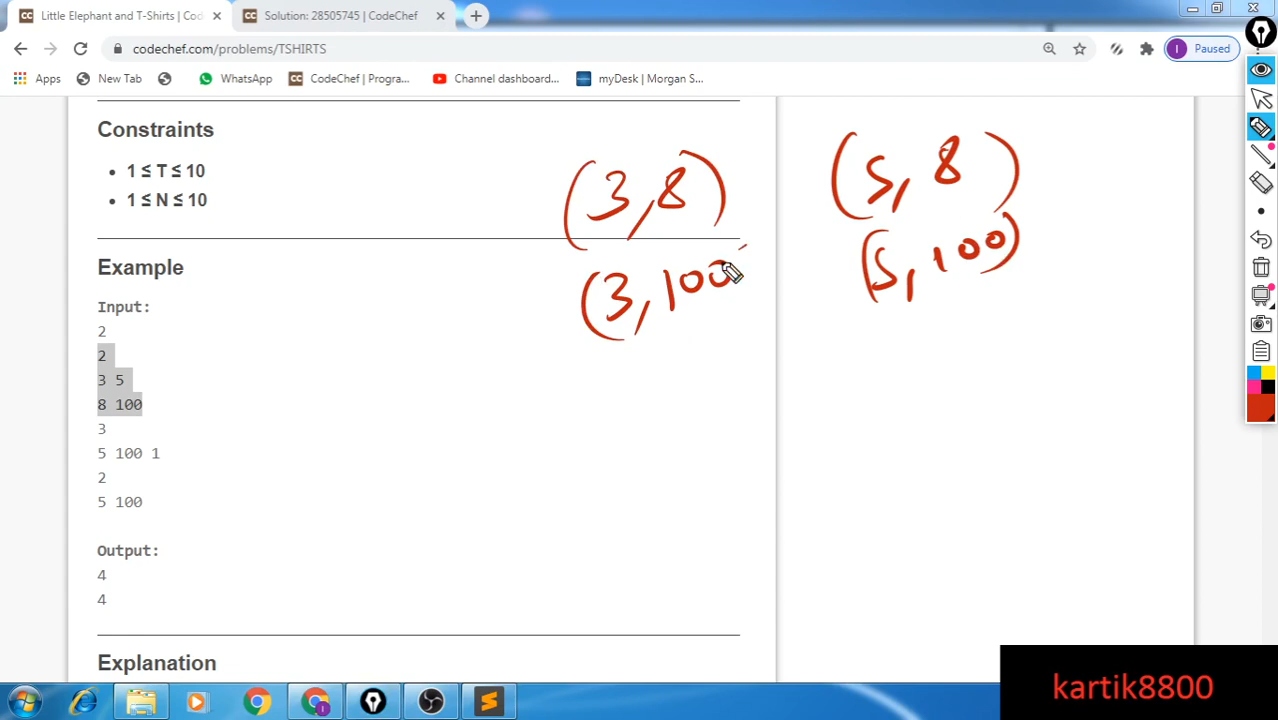 Little Elephant and T-Shirts | Cod
Solution: 28505745 | CodeChef
codechef.com/problems/TSHIRTS
Paused
Apps
New Tab
WhatsApp
CodeChef | Progra...
Channel dashboard...
myDesk | Morgan S...
Constraints
• 1 ≤ T ≤ 10
• 1 ≤ N ≤ 10
(3,8)
(5,8)
(5,100)
(3,100
Example
Input:
2
2
3 5
8 100
3
5 100 1
2
5 100
Output:
4
4
Explanation
kartik8800